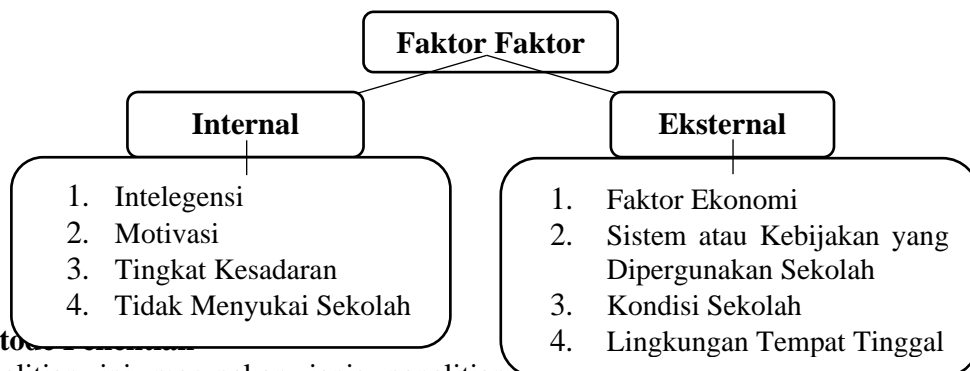 Faktor Faktor
Internal
Eksternal
1. Intelegensi
2. Motivasi
3. Tingkat Kesadaran
4. Tidak Menyukai Sekolah
1. Faktor Ekonomi
2. Sistem atau Kebijakan yang
Dipergunakan Sekolah
3. Kondisi Sekolah
4. Lingkungan Tempat Tinggal